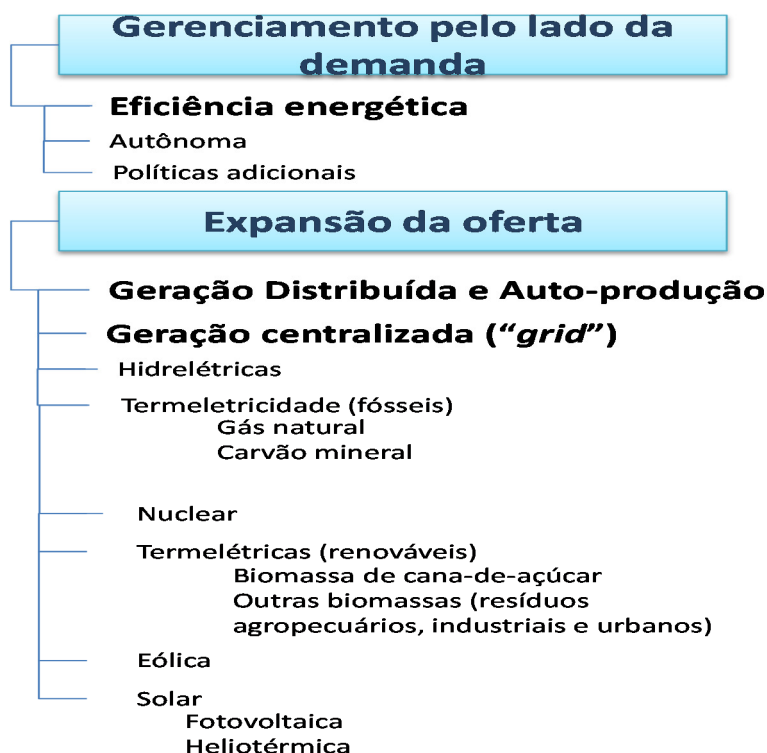 Gerenciamento pelo lado da
demanda
Eficiência energética
Autônoma
Políticas adicionais
Expansão da oferta
Geração Distribuída e Auto-produção
Geração centralizada (“grid”)
Hidrelétricas
Termeletricidade (fósseis)
Gás natural
Carvão mineral
Nuclear
Termelétricas (renováveis)
Biomassa de cana-de-açúcar
Outras biomassas (resíduos
agropecuários, industriais e urbanos)
Eólica
Solar
Fotovoltaica
Heliotérmica